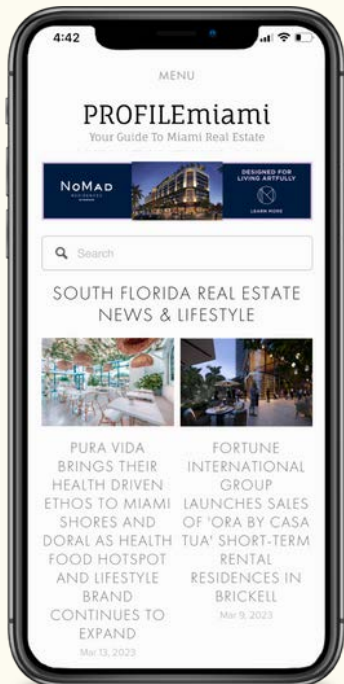 4:42
MENU
PROFILEmiami
Your Guide To Miami Real Estate
NOMAD
RESIDENCES
DESIGNED FOR
LIVING ARTFULLY
LEARN MORE
Search
SOUTH FLORIDA REAL ESTATE
NEWS & LIFESTYLE
PURA VIDA
BRINGS THEIR
HEALTH DRIVEN
ETHOS TO MIAMI
SHORES AND
DORAL AS HEALTH
FOOD HOTSPOT
AND LIFESTYLE
BRAND
CONTINUES TO
EXPAND
Mar 13, 2023
FORTUNE
INTERNATIONAL
GROUP
LAUNCHES SALES
OF 'ORA BY CASA
TUA' SHORT-TERM
RENTAL
RESIDENCES IN
BRICKELL
Mar 9, 2023